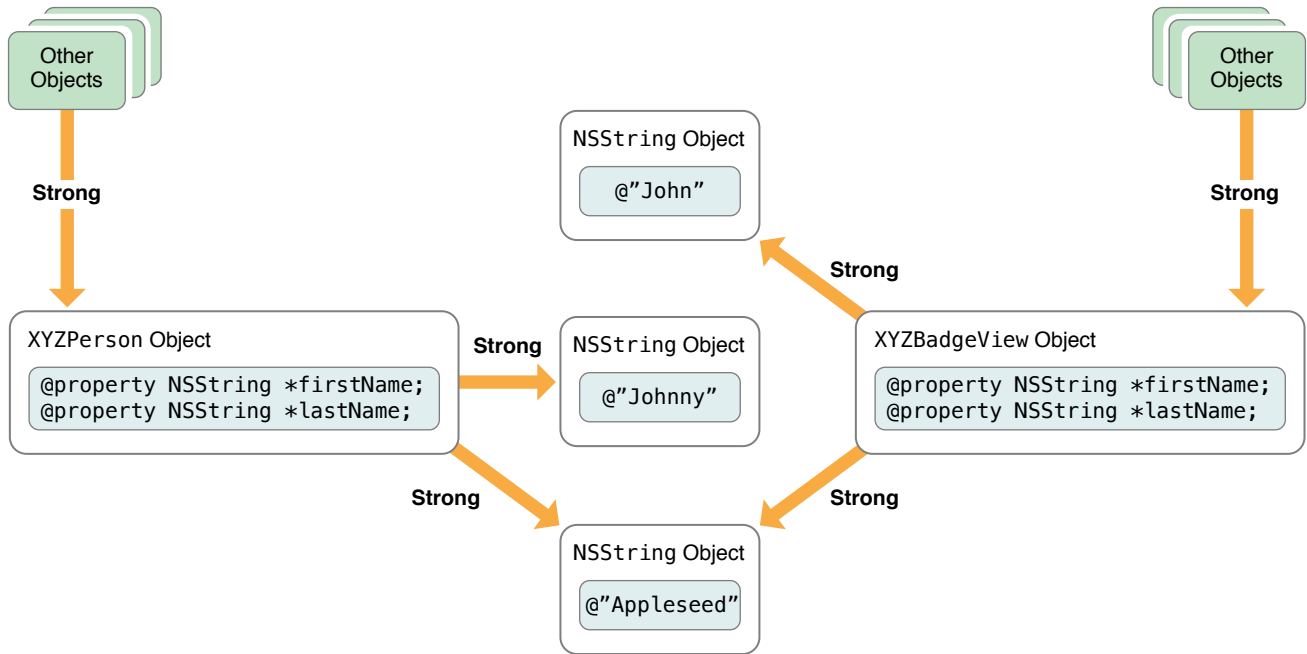 Other
Objects
Other
Objects
NSString Object
@”John”
Strong
Strong
Strong
XYZPerson Object
@property NSString *firstName;
@property NSString *lastName;
Strong
NSString Object
@”Johnny”
XYZBadgeView Object
@property NSString *firstName;
@property NSString *lastName;
Strong
Strong
NSString Object
@”Appleseed”